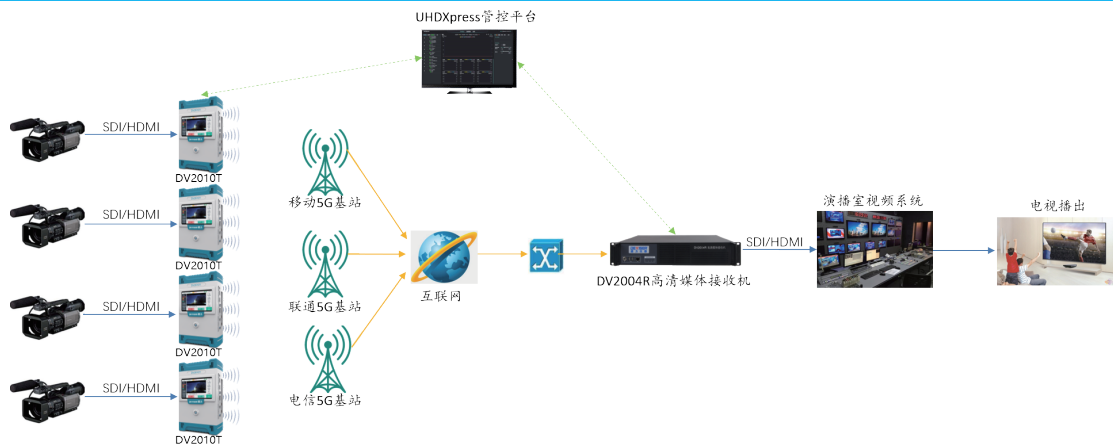 UHDXpress管控平台
SDI/HDMI
DV2010T
移动5G基站
SDI/HDMI
演播室视频系统
电视播出
DV2010T
SDI/HDMI
DV2004R高清媒体接收机
互联网
联通5G基站
SDI/HDMI
DV2010T
SDI/HDMI
电信5G基站
DV2010T